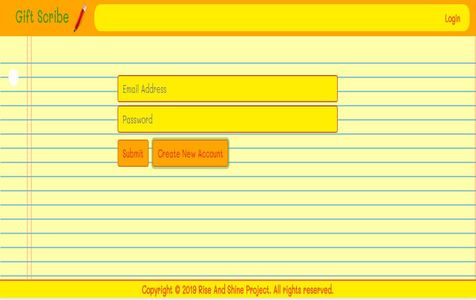 Gift Scribe
Login
Email Address
Password
Submit
Create New Account
Copyright © 2019 Rise And Shine Project. All rights reserved.